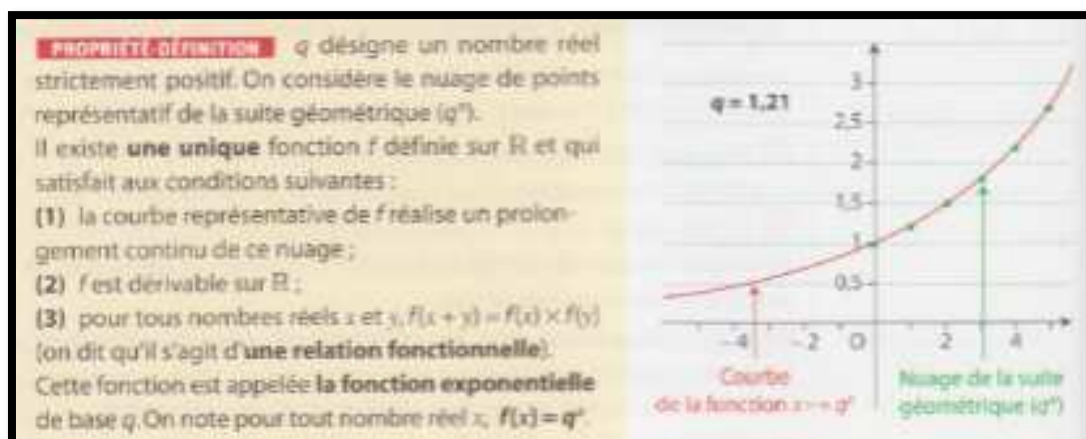 PROPRIÉTÉ-DÉFINITION q désigne un nombre réel
strictement positif. On considère le nuage de points
représentatif de la suite géométrique (qⁿ).
Il existe une unique fonction f définie sur ℝ et qui
satisfait aux conditions suivantes :
(1) la courbe représentative de f réalise un prolon-
gement continu de ce nuage ;
(2) f est dérivable sur ℝ ;
(3) pour tous nombres réels x et y, f(x + y) = f(x) × f(y)
(on dit qu'il s'agit d'une relation fonctionnelle).
Cette fonction est appelée la fonction exponentielle
de base q. On note pour tout nombre réel x, f(x) = qˣ.
q = 1,21
3
2,5
2
1,5
1
0,5
-4 -2 O 2 4
Courbe
de la fonction x ↦ qˣ
Nuage de la suite
géométrique (qⁿ)